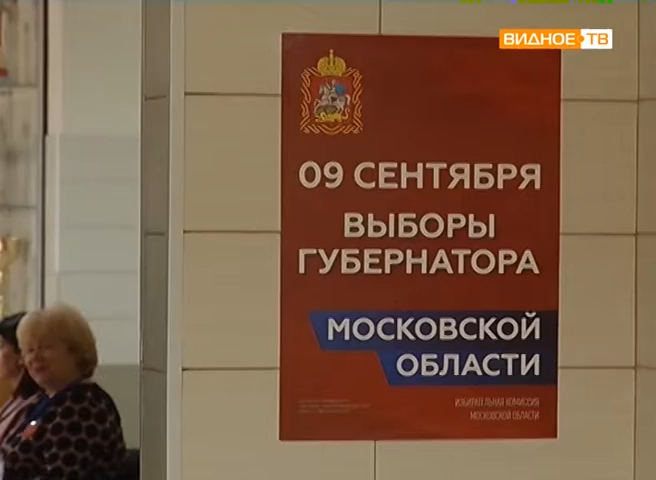 ВИДНОЕ ТВ
09 СЕНТЯБРЯ
ВЫБОРЫ
ГУБЕРНАТОРА
МОСКОВСКОЙ
ОБЛАСТИ
ИЗБИРАТЕЛЬНАЯ КОМИССИЯ
МОСКОВСКОЙ ОБЛАСТИ